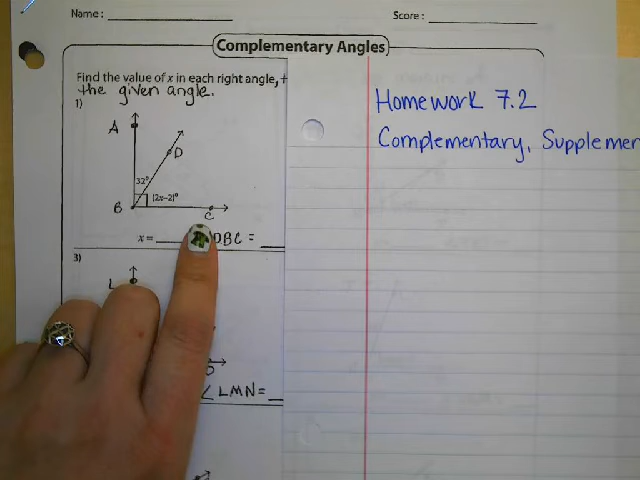 Name :
Score :
Complementary Angles
Find the value of x in each right angle,
the given angle.
1)
A
D
32°
B
(2x–2)°
C
x =
DBC =
3)
L
∠LMN=
Homework 7.2
Complementary,